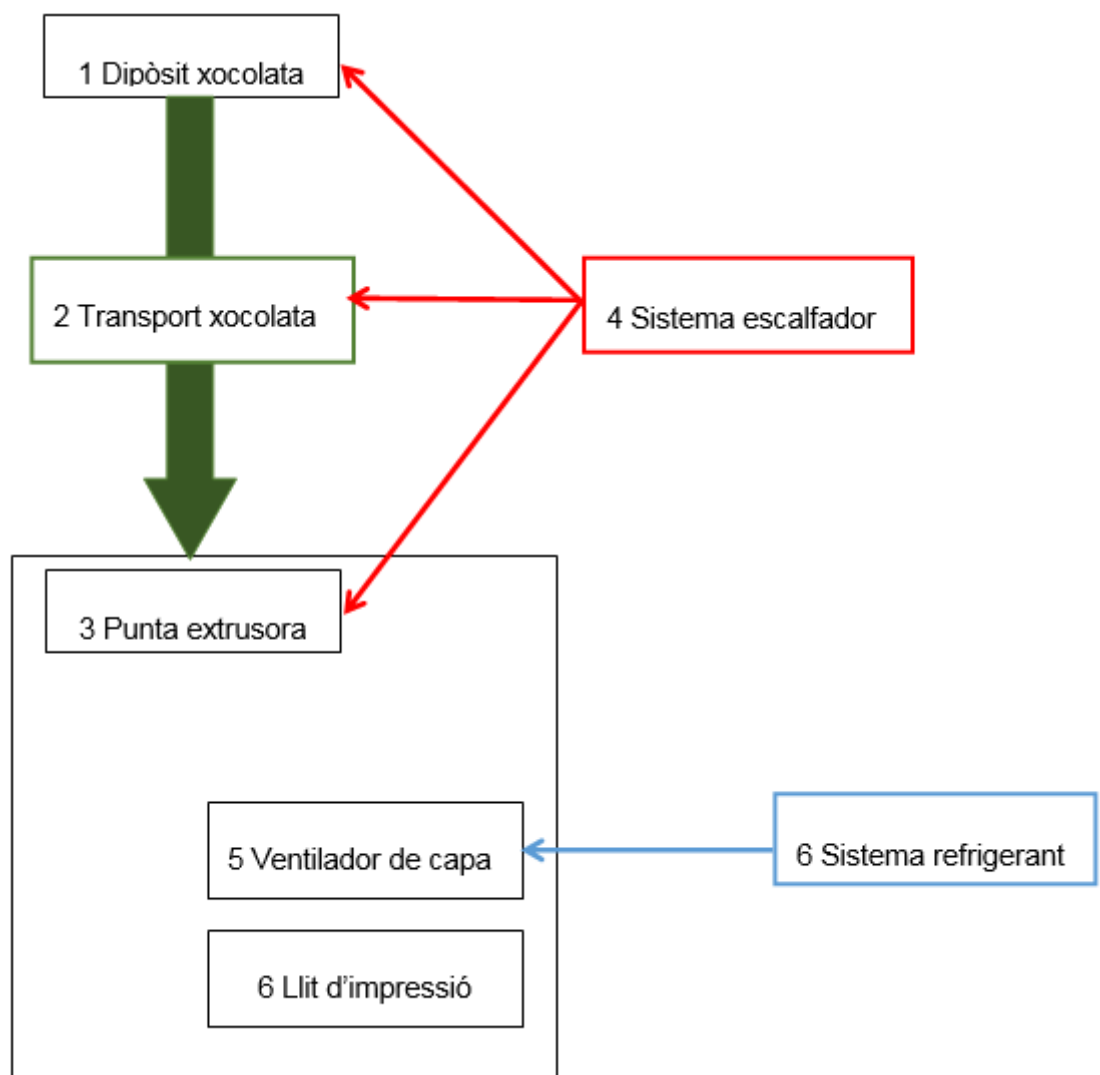 1 Dipòsit xocolata
2 Transport xocolata
4 Sistema escalfador
3 Punta extrusora
5 Ventilador de capa
6 Sistema refrigerant
6 Llit d’impressió